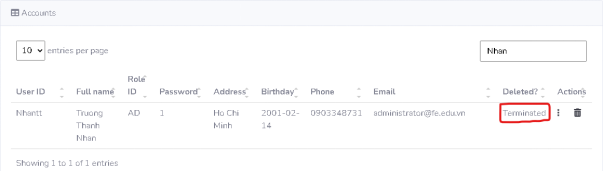 Accounts
10 entries per page
Nhan
User ID Full name Role ID Password Address Birthday Phone Email Deleted? Actions
Nhantt Truong Thanh Nhan AD 1 Ho Chi Minh 2001-02-14 0903348731 administrator@fe.edu.vn Terminated
Showing 1 to 1 of 1 entries